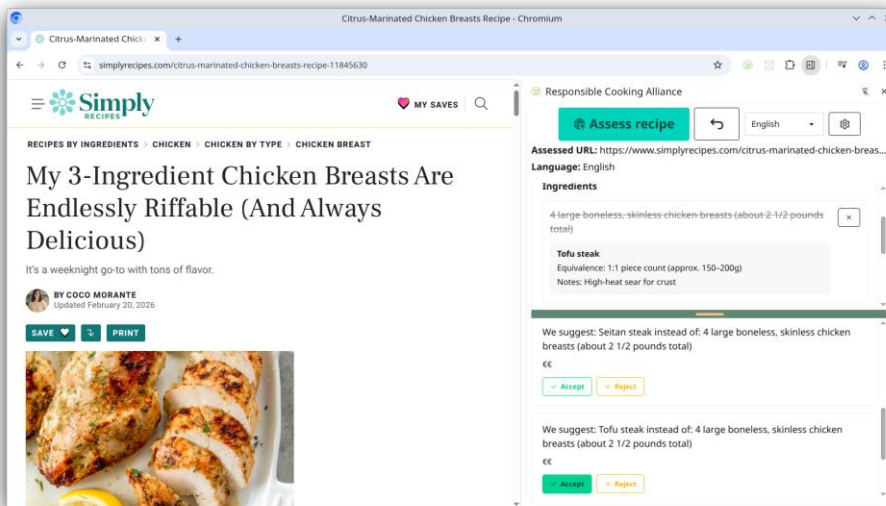 Citrus-Marinated Chicken Breasts Recipe - Chromium
Citrus-Marinated Chick
simplyrecipes.com/citrus-marinated-chicken-breasts-recipe-11845630
Simply
RECIPES
MY SAVES
RECIPES BY INGREDIENTS > CHICKEN > CHICKEN BY TYPE > CHICKEN BREAST
My 3-Ingredient Chicken Breasts Are
Endlessly Riffable (And Always
Delicious)
It's a weeknight go-to with tons of flavor.
BY COCO MORANTE
Updated February 20, 2026
SAVE
PRINT
Responsible Cooking Alliance
Assess recipe
English
Assessed URL: https://www.simplyrecipes.com/citrus-marinated-chicken-breas...
Language: English
Ingredients
4 large boneless, skinless chicken breasts (about 2 1/2 pounds
total)
Tofu steak
Equivalence: 1:1 piece count (approx. 150–200g)
Notes: High-heat sear for crust
We suggest: Seitan steak instead of: 4 large boneless, skinless chicken
breasts (about 2 1/2 pounds total)
€€
Accept
Reject
We suggest: Tofu steak instead of: 4 large boneless, skinless chicken
breasts (about 2 1/2 pounds total)
€€
Accept
Reject